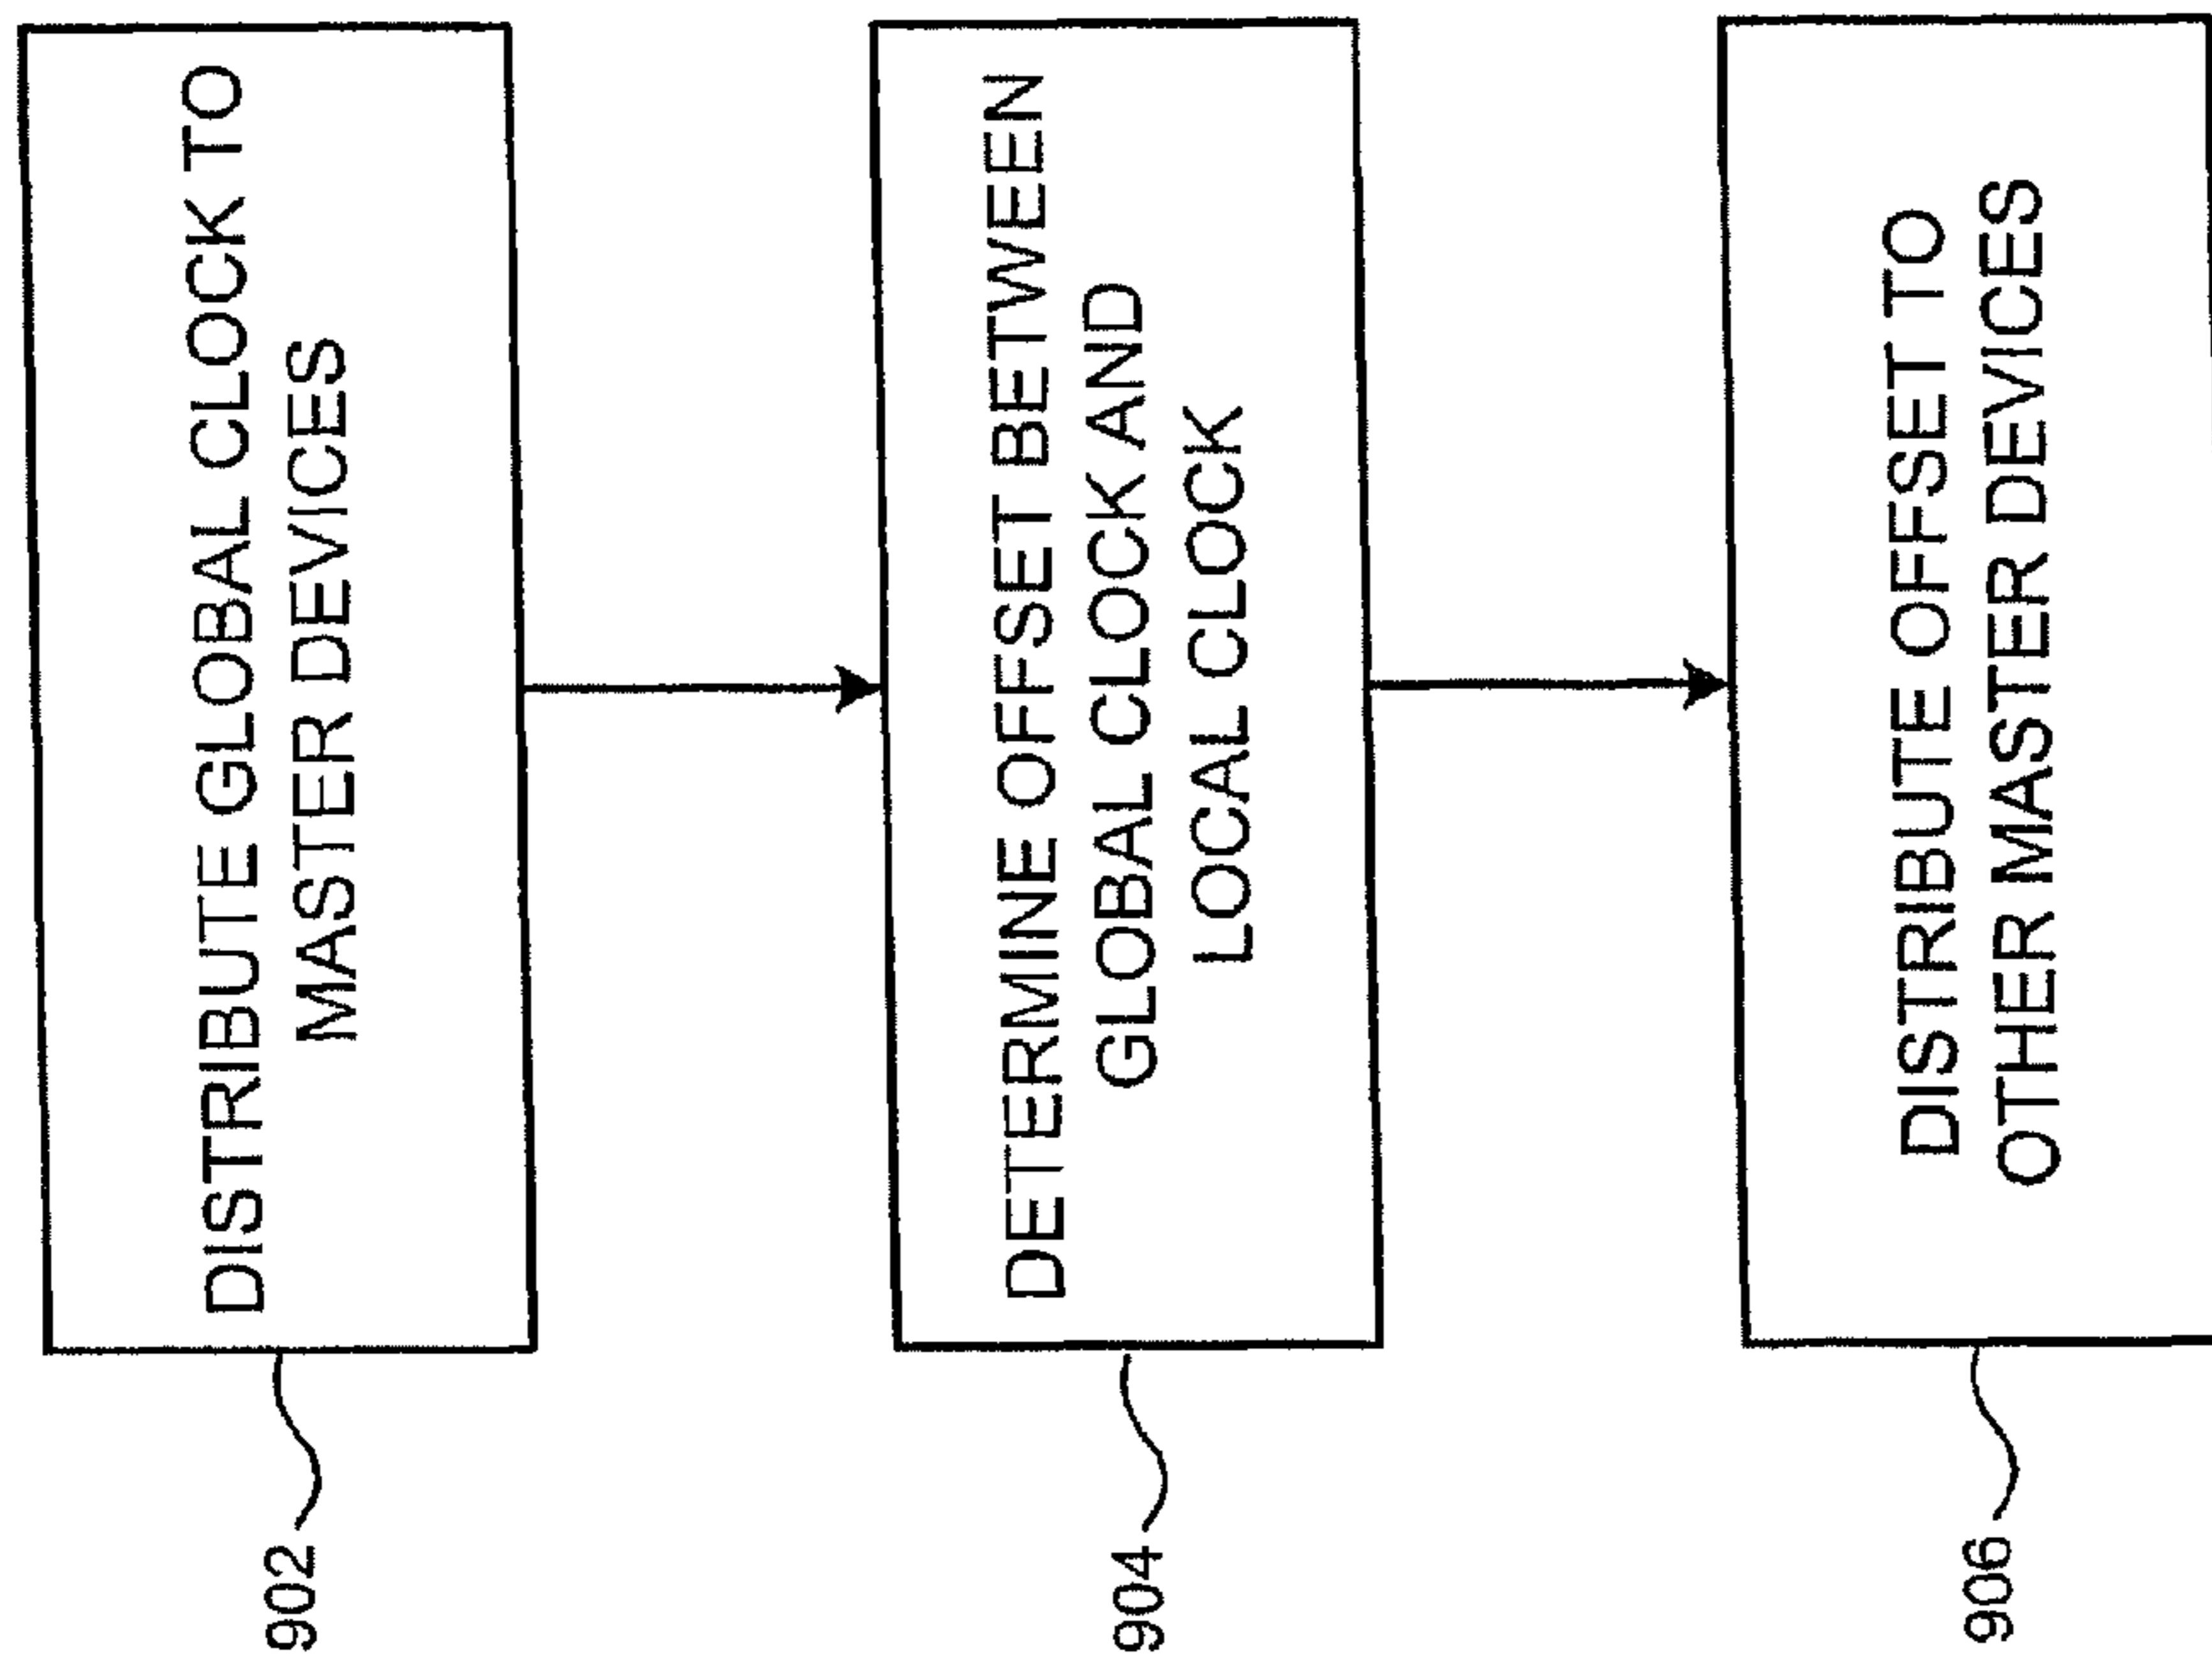 902
DISTRIBUTE GLOBAL CLOCK TO
MASTER DEVICES
904
DETERMINE OFFSET BETWEEN
GLOBAL CLOCK AND
LOCAL CLOCK
906
DISTRIBUTE OFFSET TO
OTHER MASTER DEVICES